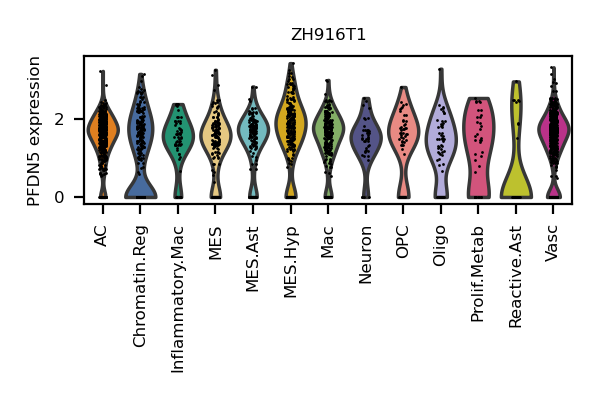 ZH916T1
PFDN5 expression
2
0
AC
Chromatin.Reg
Inflammatory.Mac
MES
MES.Ast
MES.Hyp
Mac
Neuron
OPC
Oligo
Prolif.Metab
Reactive.Ast
Vasc